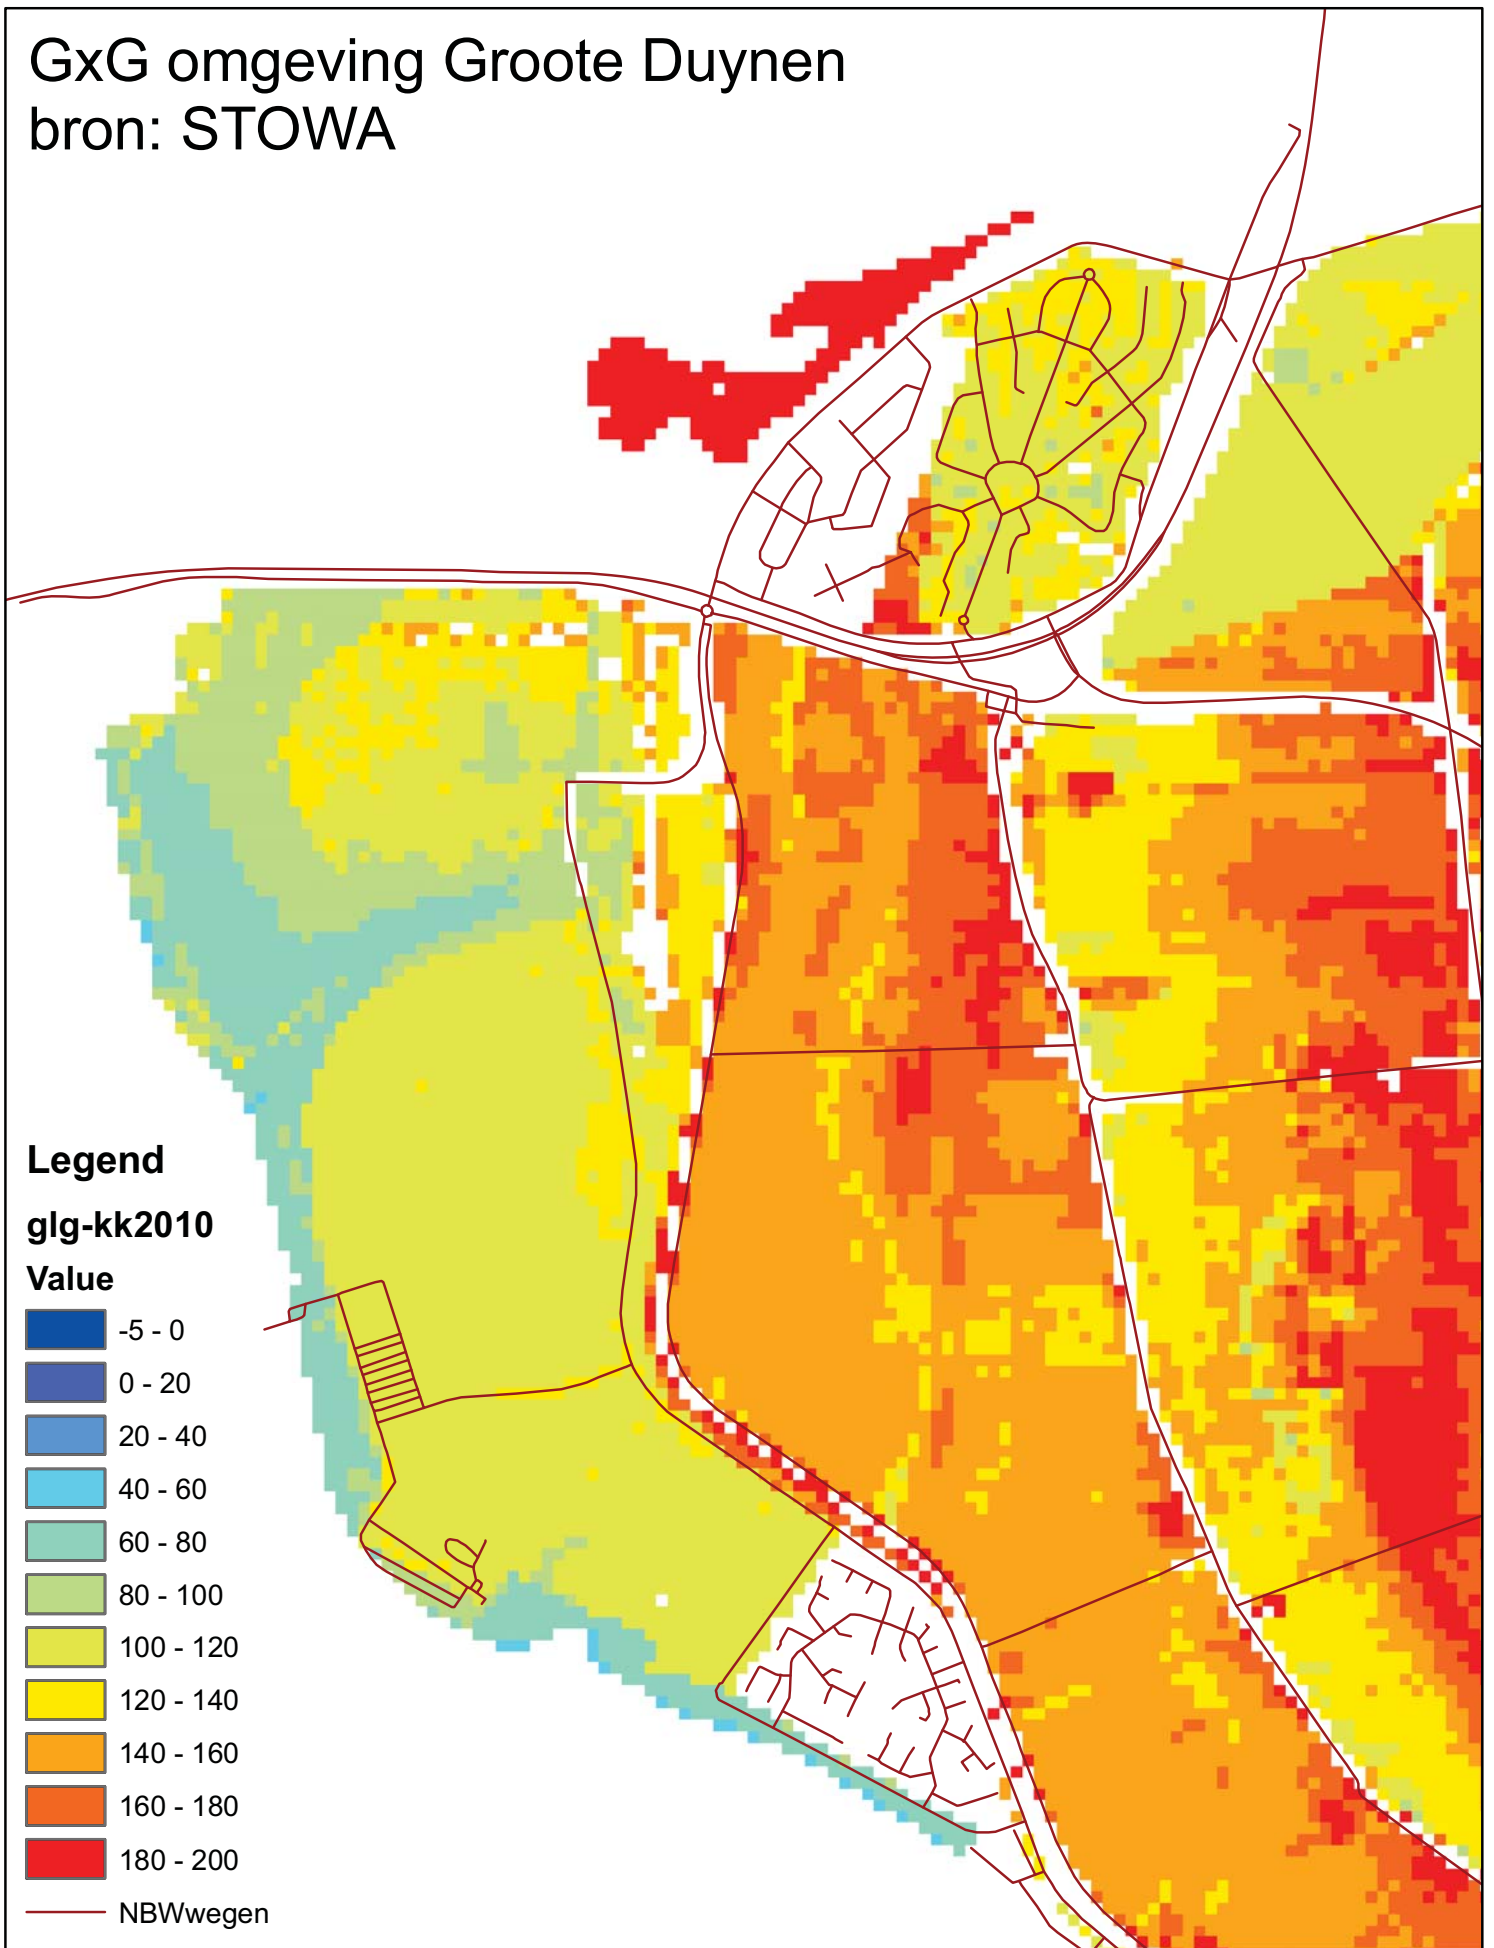 GxG omgeving Groote Duynen
bron: STOWA
Legend
glg-kk2010
Value
-5 - 0
0 - 20
20 - 40
40 - 60
60 - 80
80 - 100
100 - 120
120 - 140
140 - 160
160 - 180
180 - 200
NBWwegen